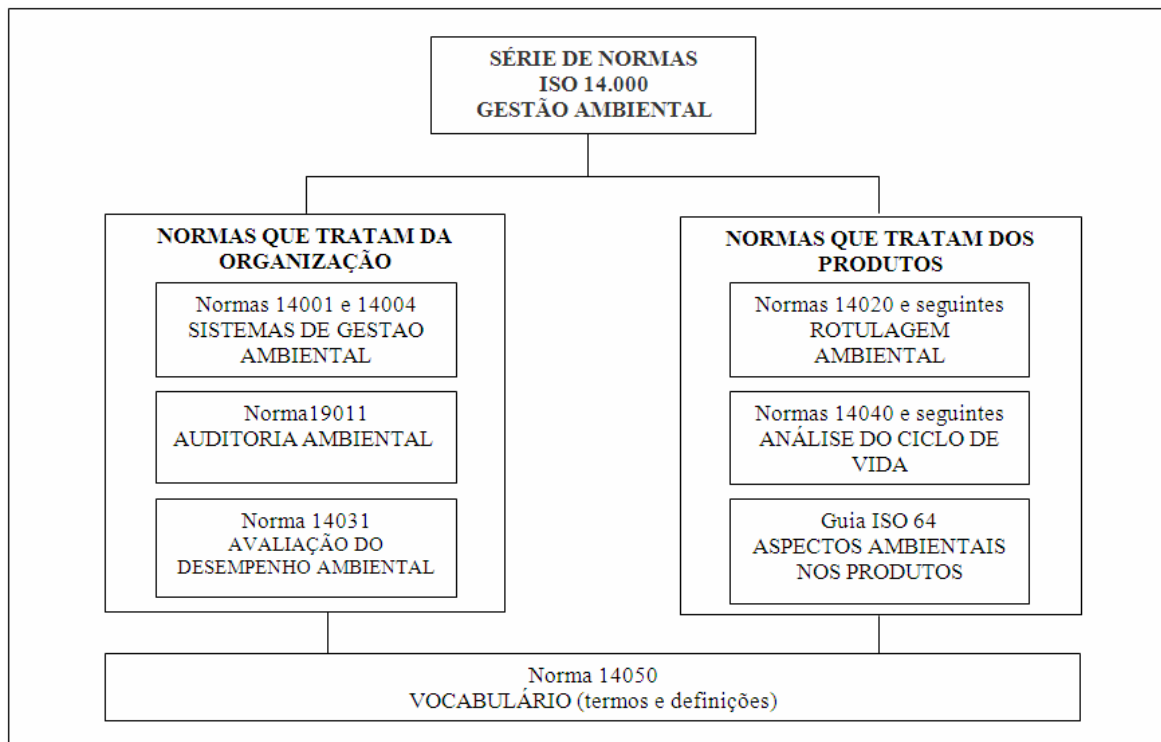 SÉRIE DE NORMAS
ISO 14.000
GESTÃO AMBIENTAL
NORMAS QUE TRATAM DA
ORGANIZAÇÃO
Normas 14001 e 14004
SISTEMAS DE GESTAO
AMBIENTAL
Norma19011
AUDITORIA AMBIENTAL
Norma 14031
AVALIAÇÃO DO
DESEMPENHO AMBIENTAL
NORMAS QUE TRATAM DOS
PRODUTOS
Normas 14020 e seguintes
ROTULAGEM
AMBIENTAL
Normas 14040 e seguintes
ANÁLISE DO CICLO DE
VIDA
Guia ISO 64
ASPECTOS AMBIENTAIS
NOS PRODUTOS
Norma 14050
VOCABULÁRIO (termos e definições)